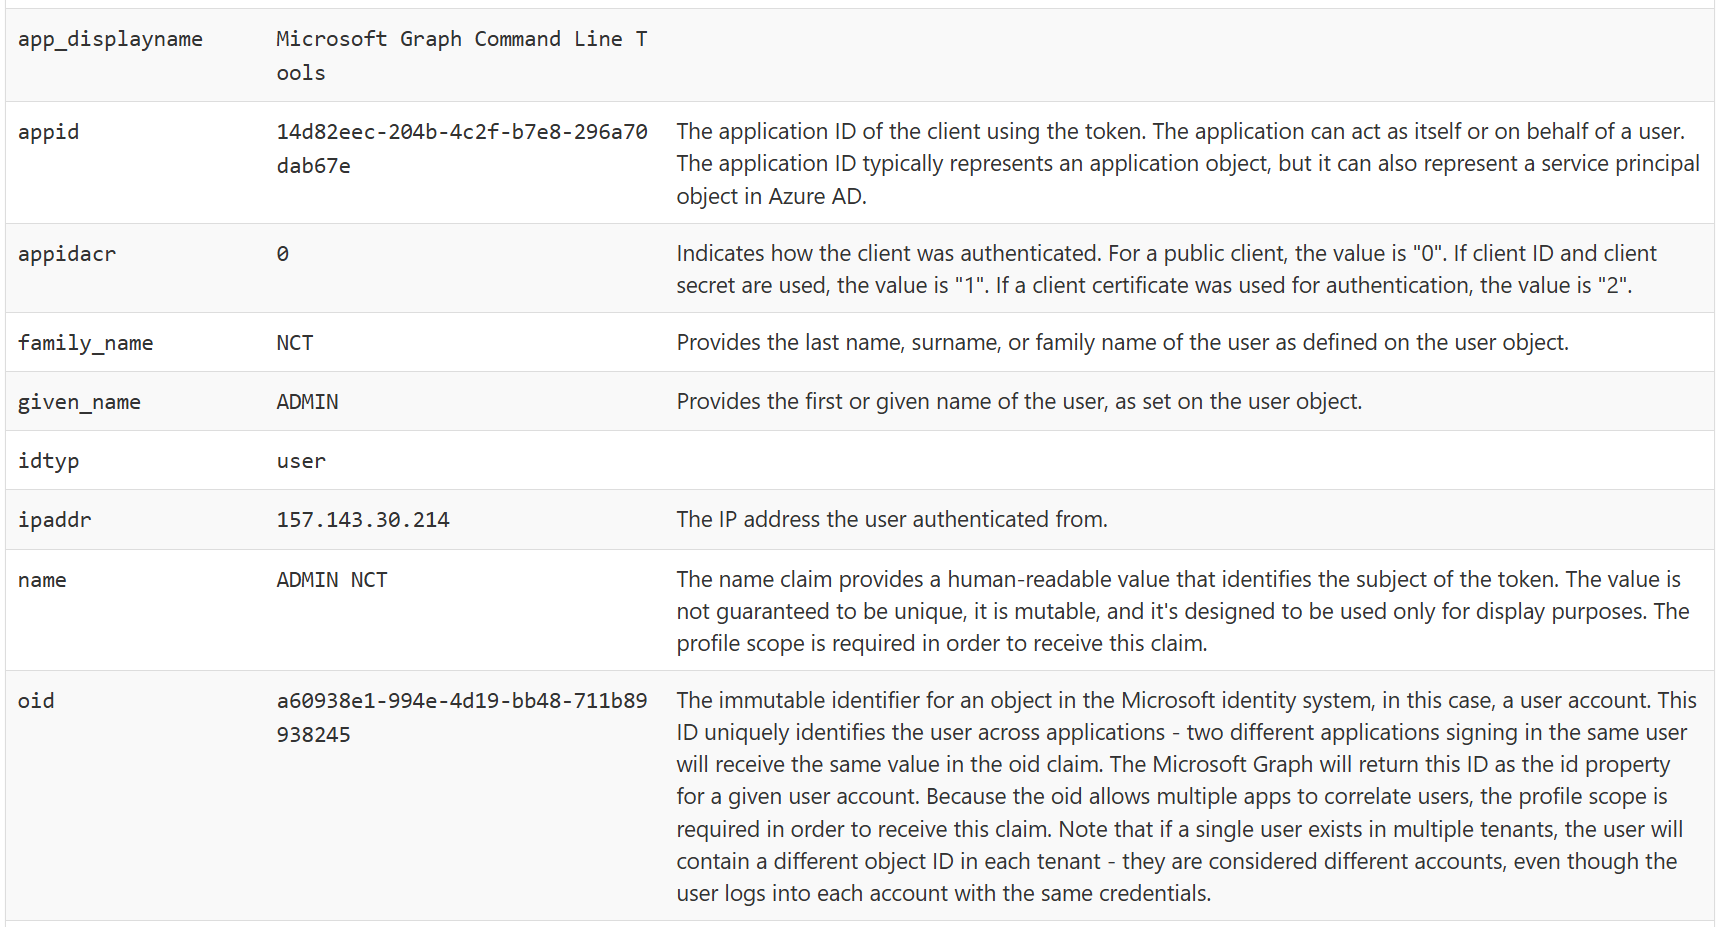 app_displayname
Microsoft Graph Command Line T
ools
appid
14d82eec-204b-4c2f-b7e8-296a70
dab67e
The application ID of the client using the token. The application can act as itself or on behalf of a user.
The application ID typically represents an application object, but it can also represent a service principal
object in Azure AD.
appidacr
0
Indicates how the client was authenticated. For a public client, the value is "0". If client ID and client
secret are used, the value is "1". If a client certificate was used for authentication, the value is "2".
family_name
NCT
Provides the last name, surname, or family name of the user as defined on the user object.
given_name
ADMIN
Provides the first or given name of the user, as set on the user object.
idtyp
user
ipaddr
157.143.30.214
The IP address the user authenticated from.
name
ADMIN NCT
The name claim provides a human-readable value that identifies the subject of the token. The value is
not guaranteed to be unique, it is mutable, and it's designed to be used only for display purposes. The
profile scope is required in order to receive this claim.
oid
a60938e1-994e-4d19-bb48-711b89
938245
The immutable identifier for an object in the Microsoft identity system, in this case, a user account. This
ID uniquely identifies the user across applications - two different applications signing in the same user
will receive the same value in the oid claim. The Microsoft Graph will return this ID as the id property
for a given user account. Because the oid allows multiple apps to correlate users, the profile scope is
required in order to receive this claim. Note that if a single user exists in multiple tenants, the user will
contain a different object ID in each tenant - they are considered different accounts, even though the
user logs into each account with the same credentials.